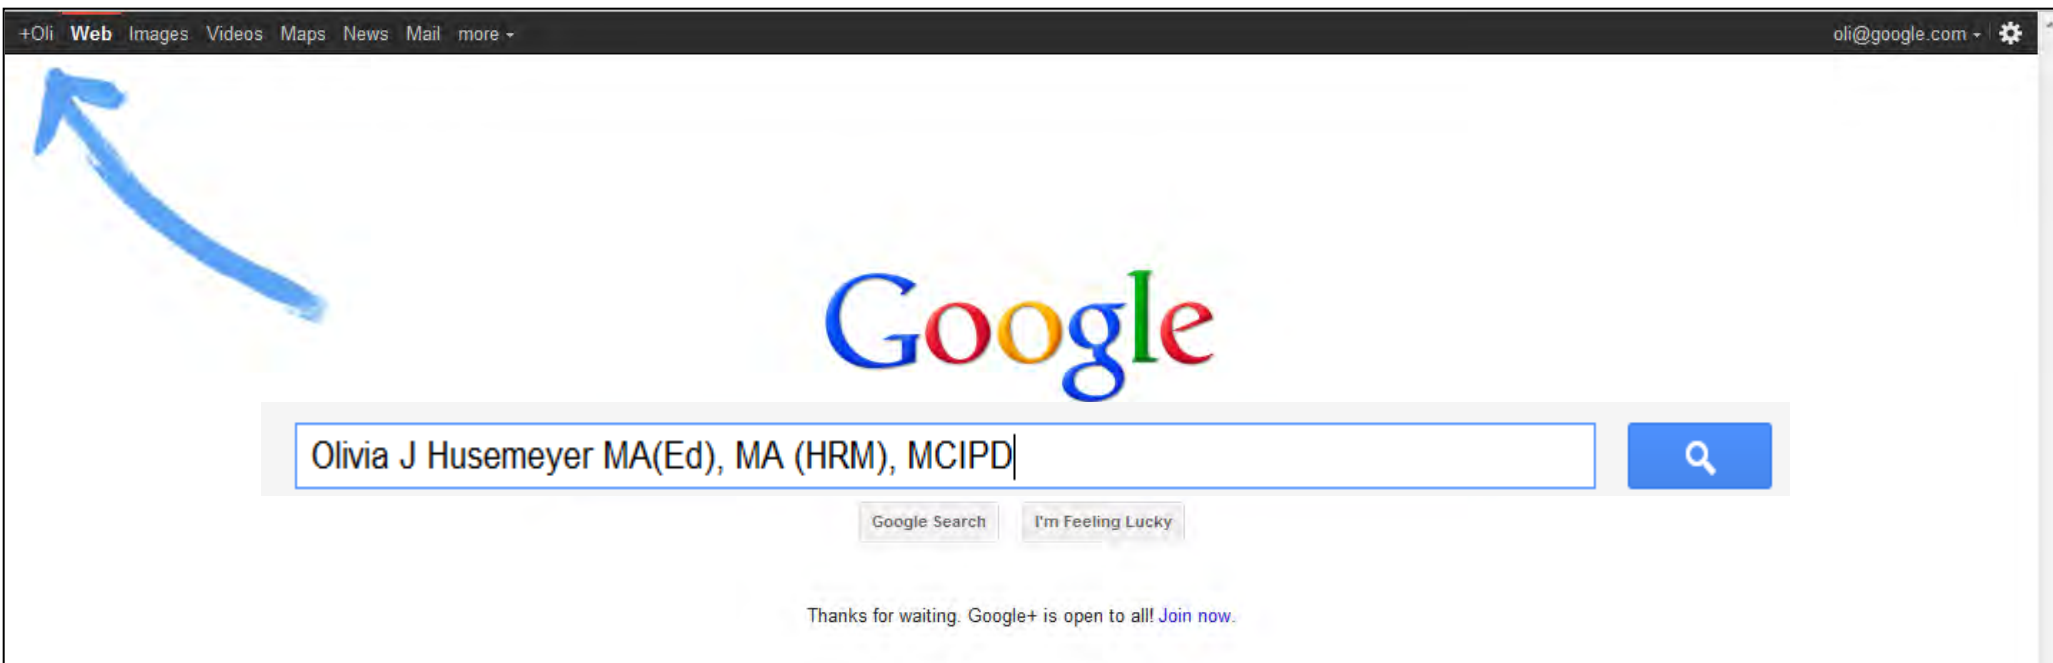 +Oli Web Images Videos Maps News Mail more
oli@google.com
Google
Olivia J Husemeyer MA(Ed), MA (HRM), MCIPD
Google Search I'm Feeling Lucky
Thanks for waiting. Google+ is open to all! Join now.